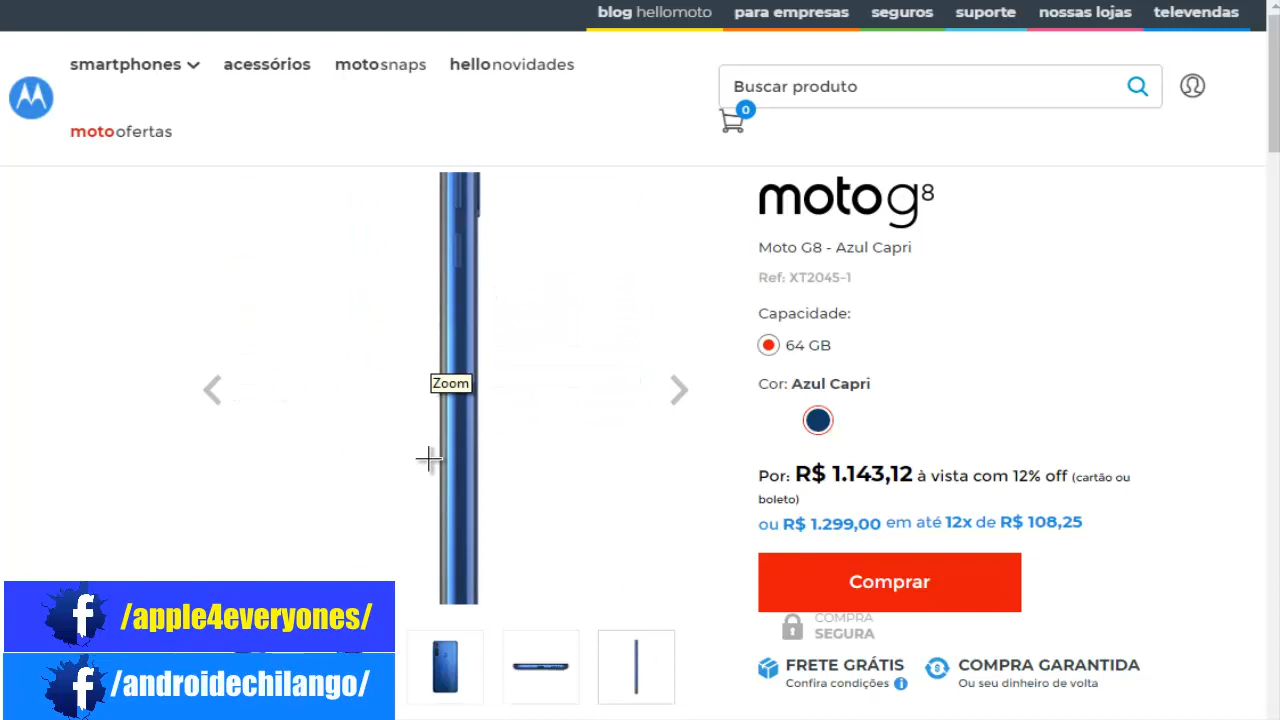 blog hellomoto para empresas seguros suporte nossas lojas televendas
smartphones acessórios motosnaps hellonovidades
motoofertas
Buscar produto
0
moto g8
Moto G8 - Azul Capri
Ref: XT2045-1
Capacidade:
64 GB
Cor: Azul Capri
Zoom
Por: R$ 1.143,12 à vista com 12% off (cartão ou
boleto)
ou R$ 1.299,00 em até 12x de R$ 108,25
Comprar
COMPRA
SEGURA
FRETE GRÁTIS
Confira condições
COMPRA GARANTIDA
Ou seu dinheiro de volta
/apple4everyones/
/androidechilango/